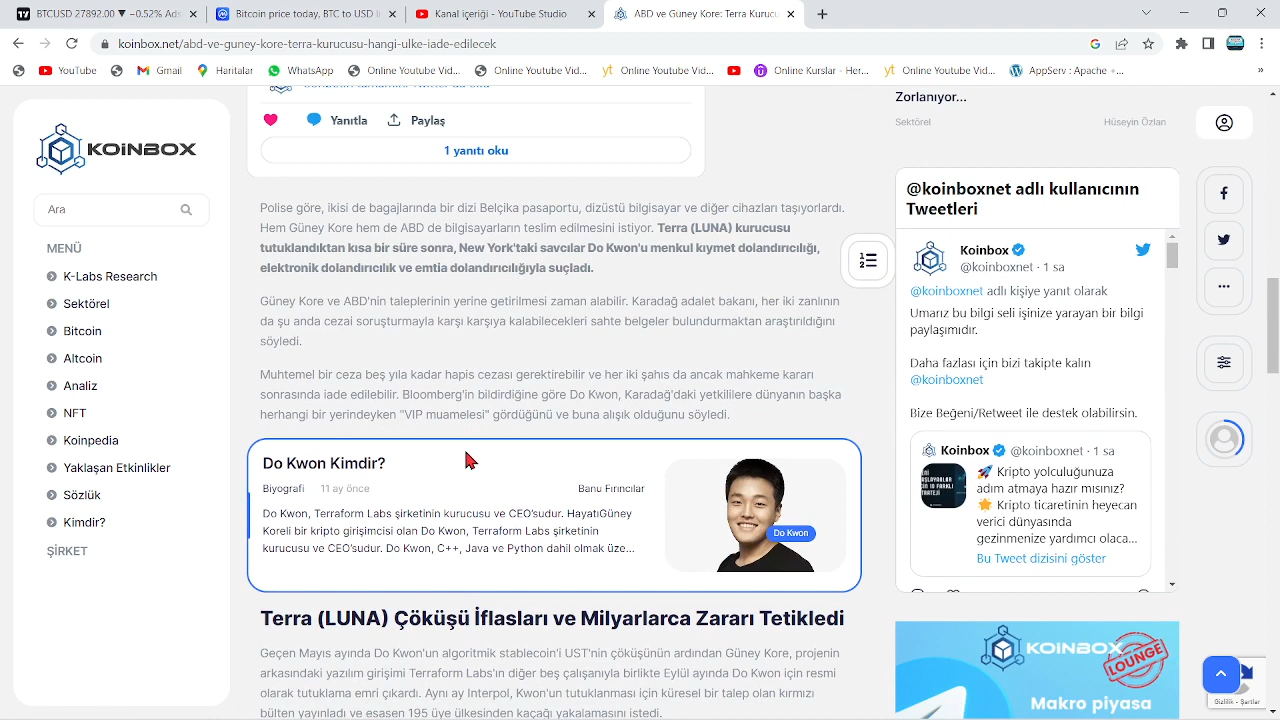 BTCUSD 27892.00 ▼ −0.52% Ads
Bitcoin price today, BTC to USD li
Kanal içeriği - YouTube Studio
ABD ve Güney Kore: Terra Kurucu
koinbox.net/abd-ve-guney-kore-terra-kurucusu-hangi-ulke-iade-edilecek
YouTube
Gmail
Haritalar
WhatsApp
Online Youtube Vid...
Online Youtube Vid...
Online Youtube Vid...
Online Kurslar - Her...
Online Youtube Vid...
AppServ : Apache +...
KOINBOX
Ara
MENÜ
K-Labs Research
Sektörel
Bitcoin
Altcoin
Analiz
NFT
Koinpedia
Yaklaşan Etkinlikler
Sözlük
Kimdir?
ŞİRKET
Yanıtla
Paylaş
1 yanıtı oku
Polise göre, ikisi de bagajlarında bir dizi Belçika pasaportu, dizüstü bilgisayar ve diğer cihazları taşıyorlardı.
Hem Güney Kore hem de ABD de bilgisayarların teslim edilmesini istiyor. Terra (LUNA) kurucusu
tutuklandıktan kısa bir süre sonra, New York'taki savcılar Do Kwon'u menkul kıymet dolandırıcılığı,
elektronik dolandırıcılık ve emtia dolandırıcılığıyla suçladı.
Güney Kore ve ABD'nin taleplerinin yerine getirilmesi zaman alabilir. Karadağ adalet bakanı, her iki zanlının
da şu anda cezai soruşturmayla karşı karşıya kalabilecekleri sahte belgeler bulundurmaktan araştırıldığını
söyledi.
Muhtemel bir ceza beş yıla kadar hapis cezası gerektirebilir ve her iki şahıs da ancak mahkeme kararı
sonrasında iade edilebilir. Bloomberg'in bildirdiğine göre Do Kwon, Karadağ'daki yetkililere dünyanın başka
herhangi bir yerindeyken "VIP muamelesi" gördüğünü ve buna alışık olduğunu söyledi.
Do Kwon Kimdir?
Biyografi 11 ay önce Banu Fırıncılar
Do Kwon, Terraform Labs şirketinin kurucusu ve CEO'sudur. HayatıGüney
Koreli bir kripto girişimcisi olan Do Kwon, Terraform Labs şirketinin
kurucusu ve CEO'sudur. Do Kwon, C++, Java ve Python dahil olmak üze...
Do Kwon
Terra (LUNA) Çöküşü İflasları ve Milyarlarca Zararı Tetikledi
Geçen Mayıs ayında Do Kwon'un algoritmik stablecoin'i UST'nin çöküşünün ardından Güney Kore, projenin
arkasındaki yazılım girişimi Terraform Labs'ın diğer beş çalışanıyla birlikte Eylül ayında Do Kwon için resmi
olarak tutuklama emri çıkardı. Aynı ay Interpol, Kwon'un tutuklanması için küresel bir talep olan kırmızı
bülten yayınladı ve esasen 195 üye ülkesinden kaçağı yakalamasını istedi.
Zorlanıyor...
Sektörel Hüseyin Özlan
@koinboxnet adlı kullanıcının
Tweetleri
Koinbox
@koinboxnet · 1 sa
@koinboxnet adlı kişiye yanıt olarak
Umarız bu bilgi seli işinize yarayan bir bilgi
paylaşımıdır.
Daha fazlası için bizi takipte kalın
@koinboxnet
Bize Beğeni/Retweet ile destek olabilirsin.
Koinbox @koinboxnet · 1 sa
🚀 Kripto yolculuğunuza
adım atmaya hazır mısınız?
⭐ Kripto ticaretinin heyecan
verici dünyasında
gezinmenize yardımcı olaca...
Bu Tweet dizisini göster
KOINBOX
LOUNGE
Makro piyasa
Gizlilik - Şartlar